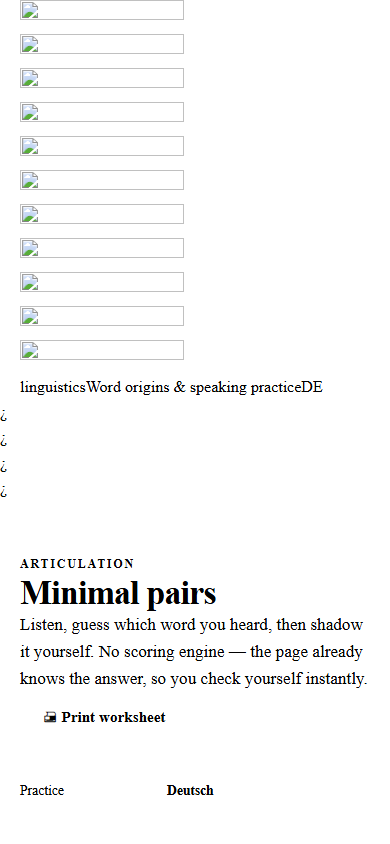 linguisticsWord origins & speaking practiceDE
¿
¿
¿
¿
ARTICULATION
Minimal pairs
Listen, guess which word you heard, then shadow
it yourself. No scoring engine — the page already
knows the answer, so you check yourself instantly.
Print worksheet
Practice Deutsch